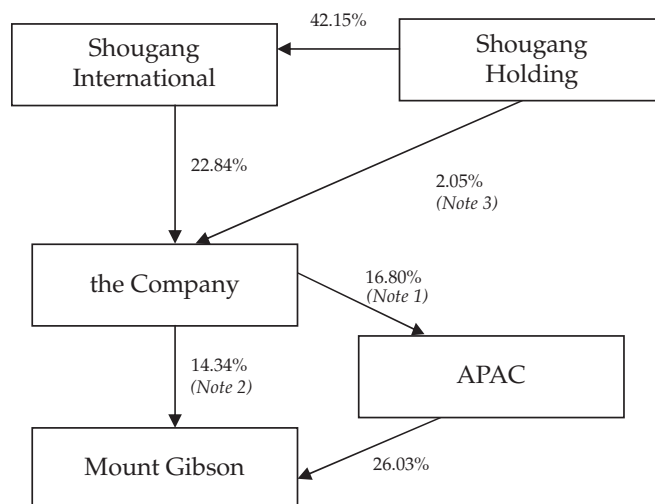 42.15%
Shougang
International
Shougang
Holding
22.84%
2.05%
(Note 3)
the Company
16.80%
(Note 1)
14.34%
(Note 2)
APAC
Mount Gibson
26.03%